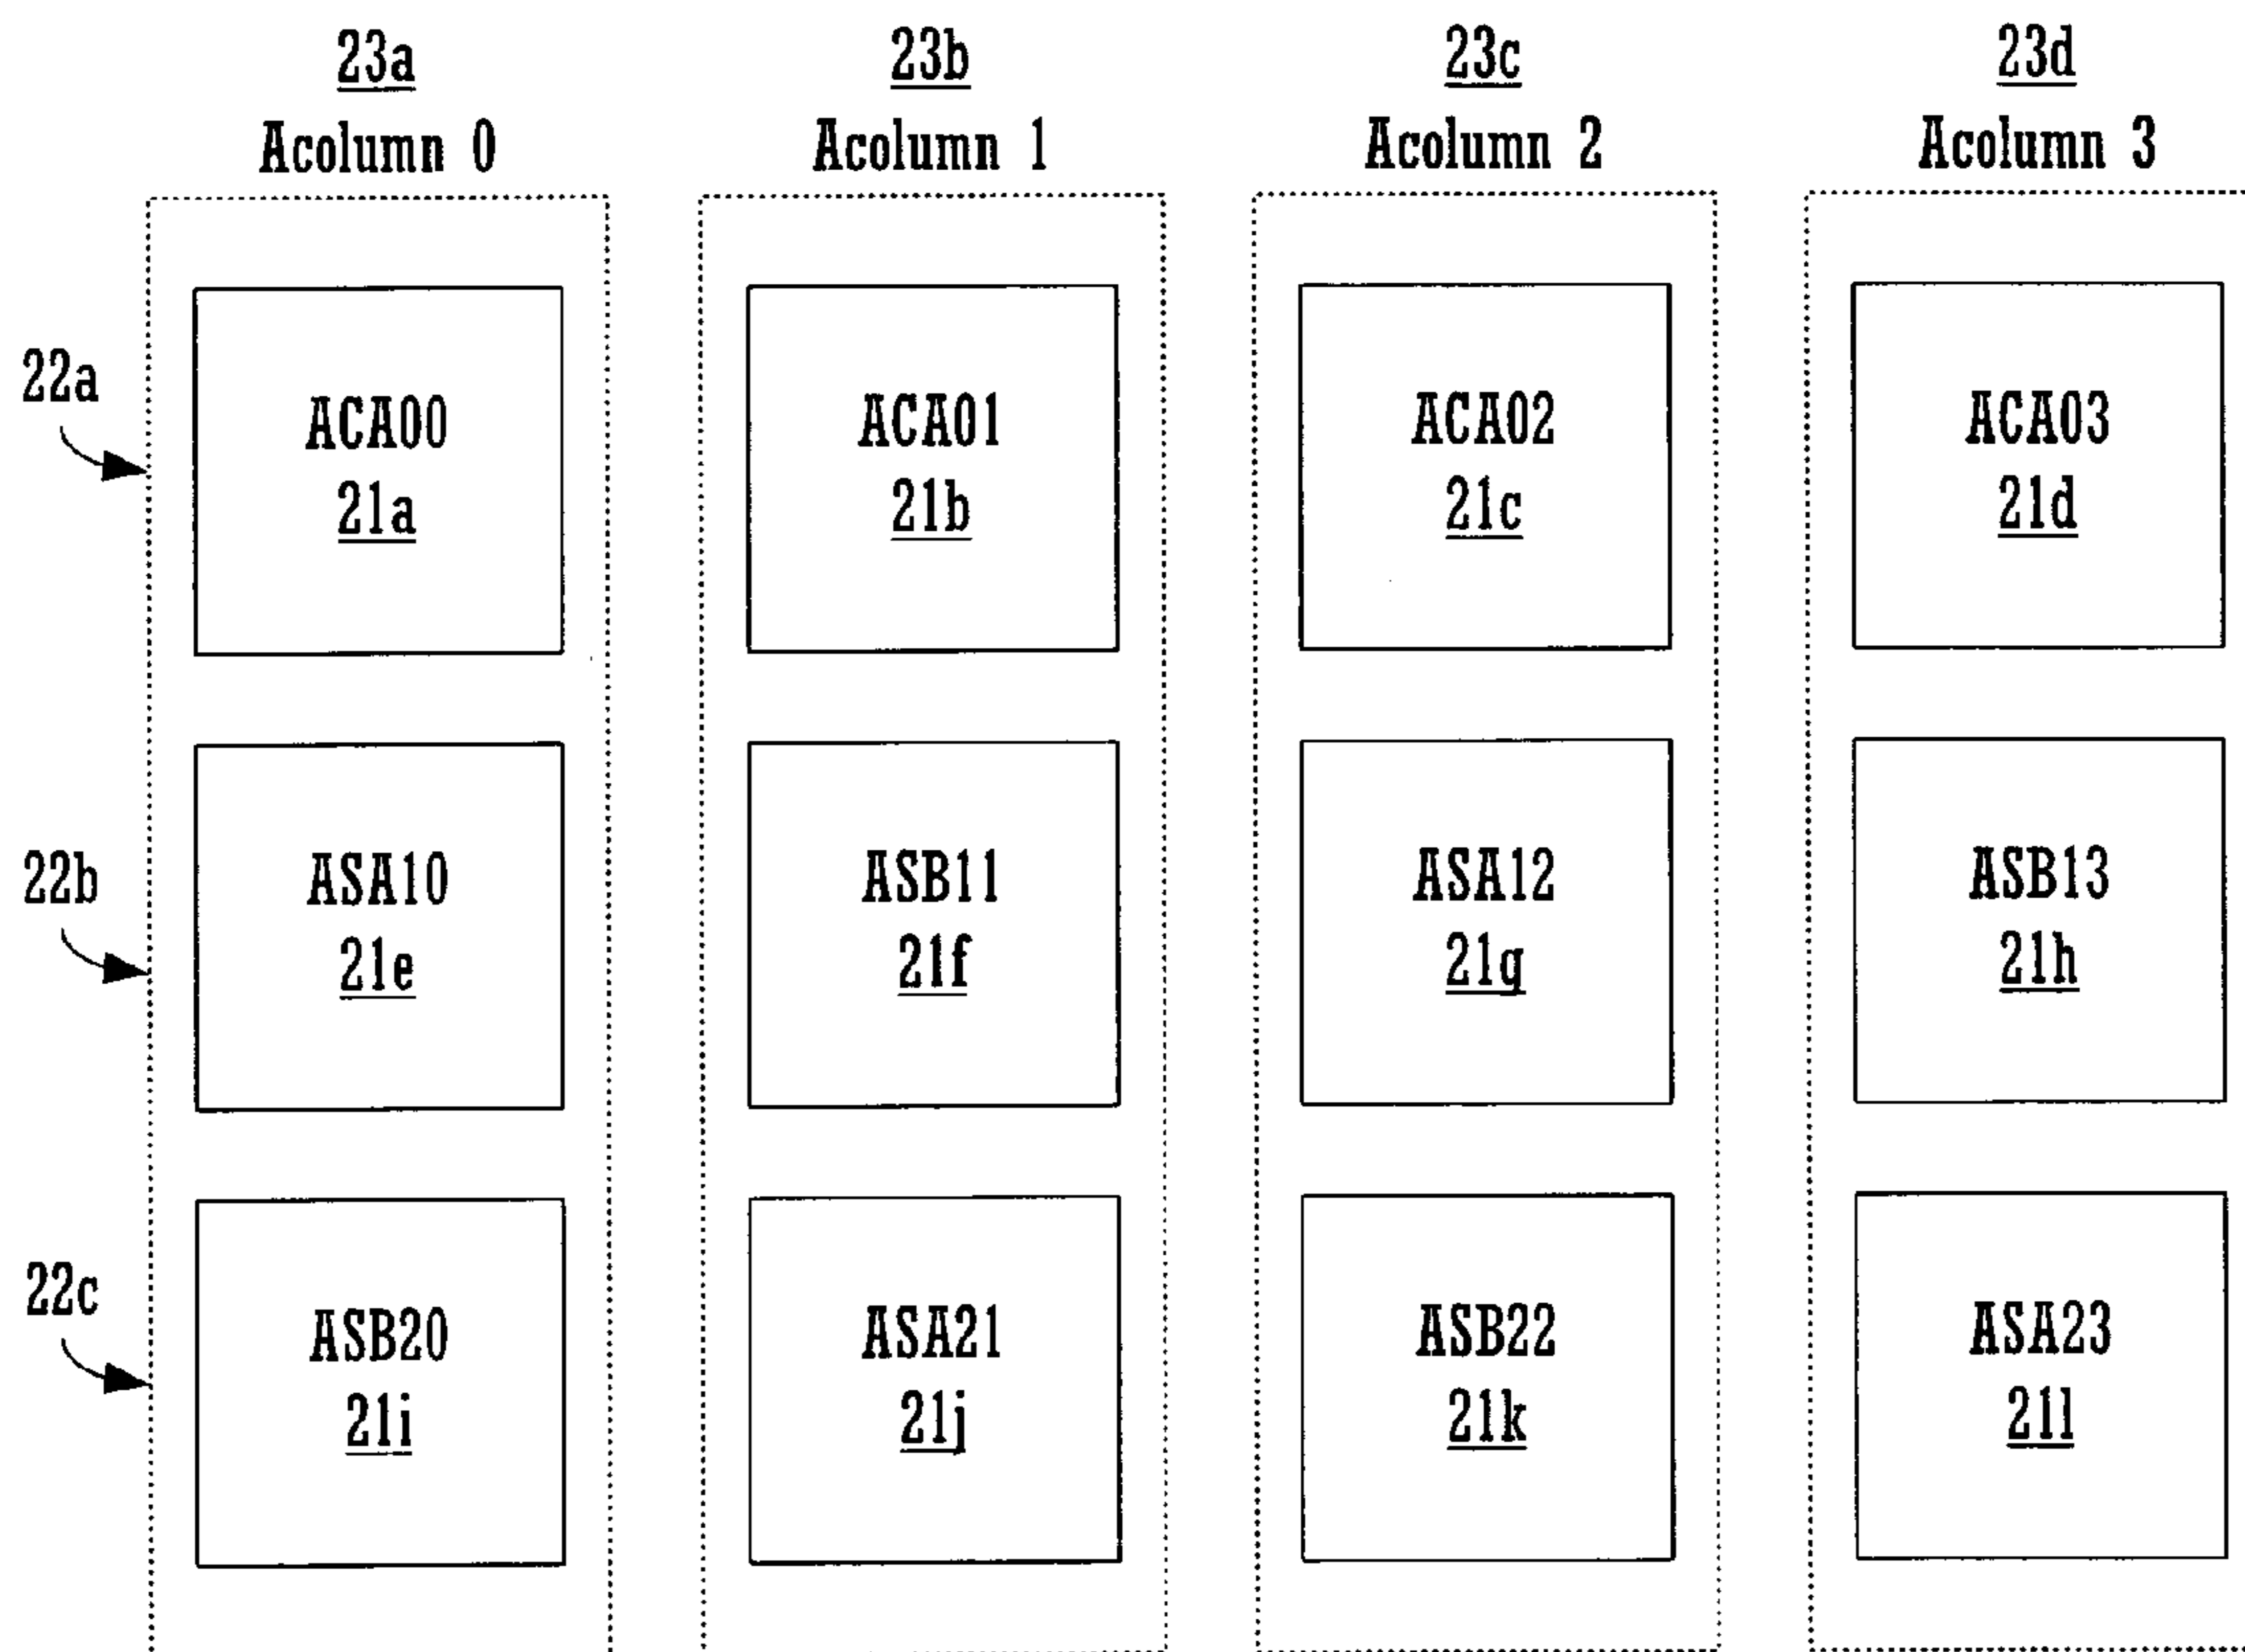 23a 23b 23c 23d
Acolumn 0 Acolumn 1 Acolumn 2 Acolumn 3
22a
ACA00 ACA01 ACA02 ACA03
21a 21b 21c 21d
22b
ASA10 ASB11 ASA12 ASB13
21e 21f 21g 21h
22c
ASB20 ASA21 ASB22 ASA23
21i 21j 21k 21l